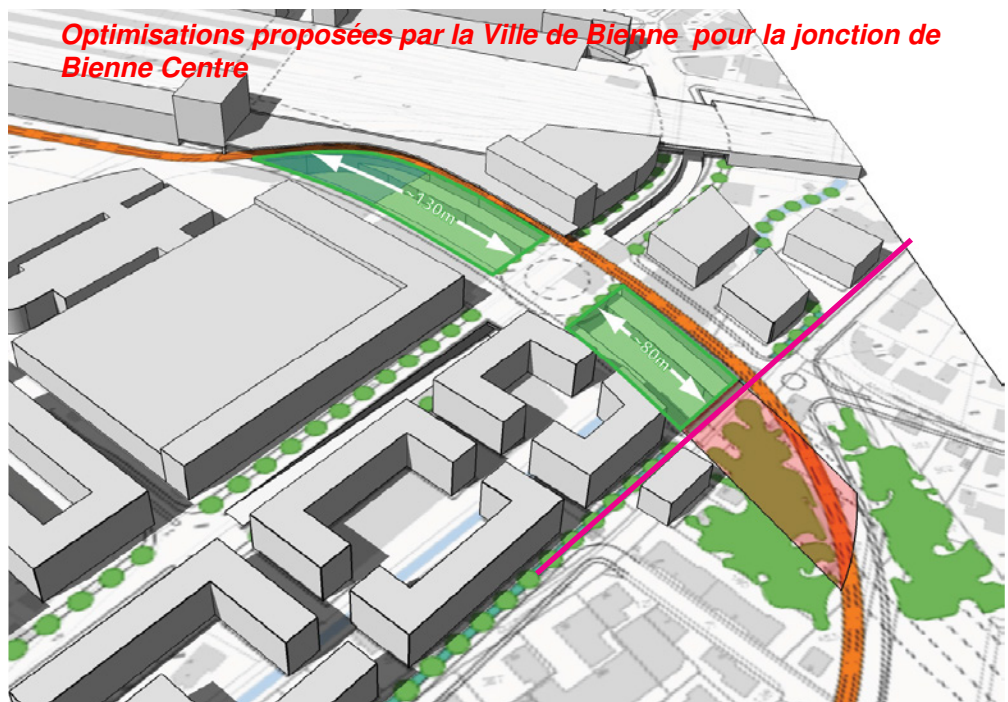 Optimisations proposées par la Ville de Bienne pour la jonction de
Bienne Centre
~130m
~80m